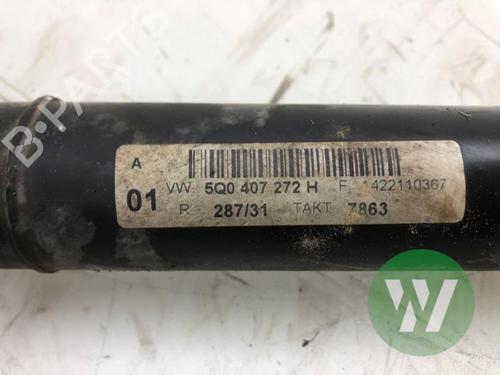 B-PARTS
A
01 VW 5Q0 407 272 H F 1422110367
R 287/31 TAKT 7863
W